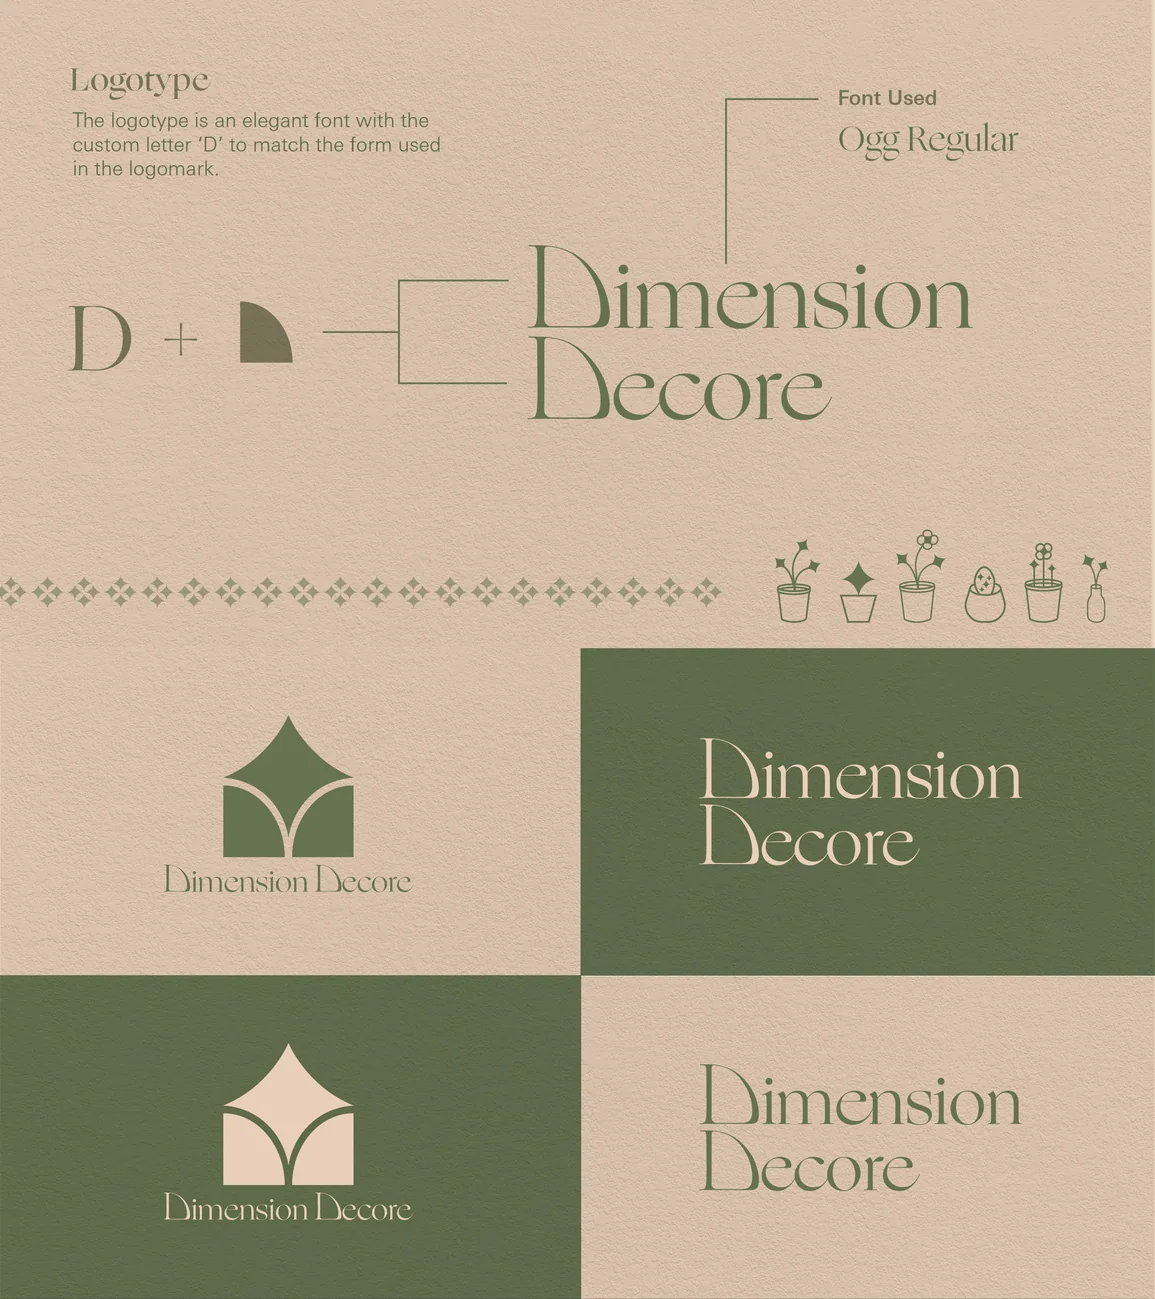 Logotype
The logotype is an elegant font with the
custom letter ‘D’ to match the form used
in the logomark.
Font Used
Ogg Regular
D +
Dimension
Decore
Dimension Decore
Dimension
Decore
Dimension Decore
Dimension
Decore